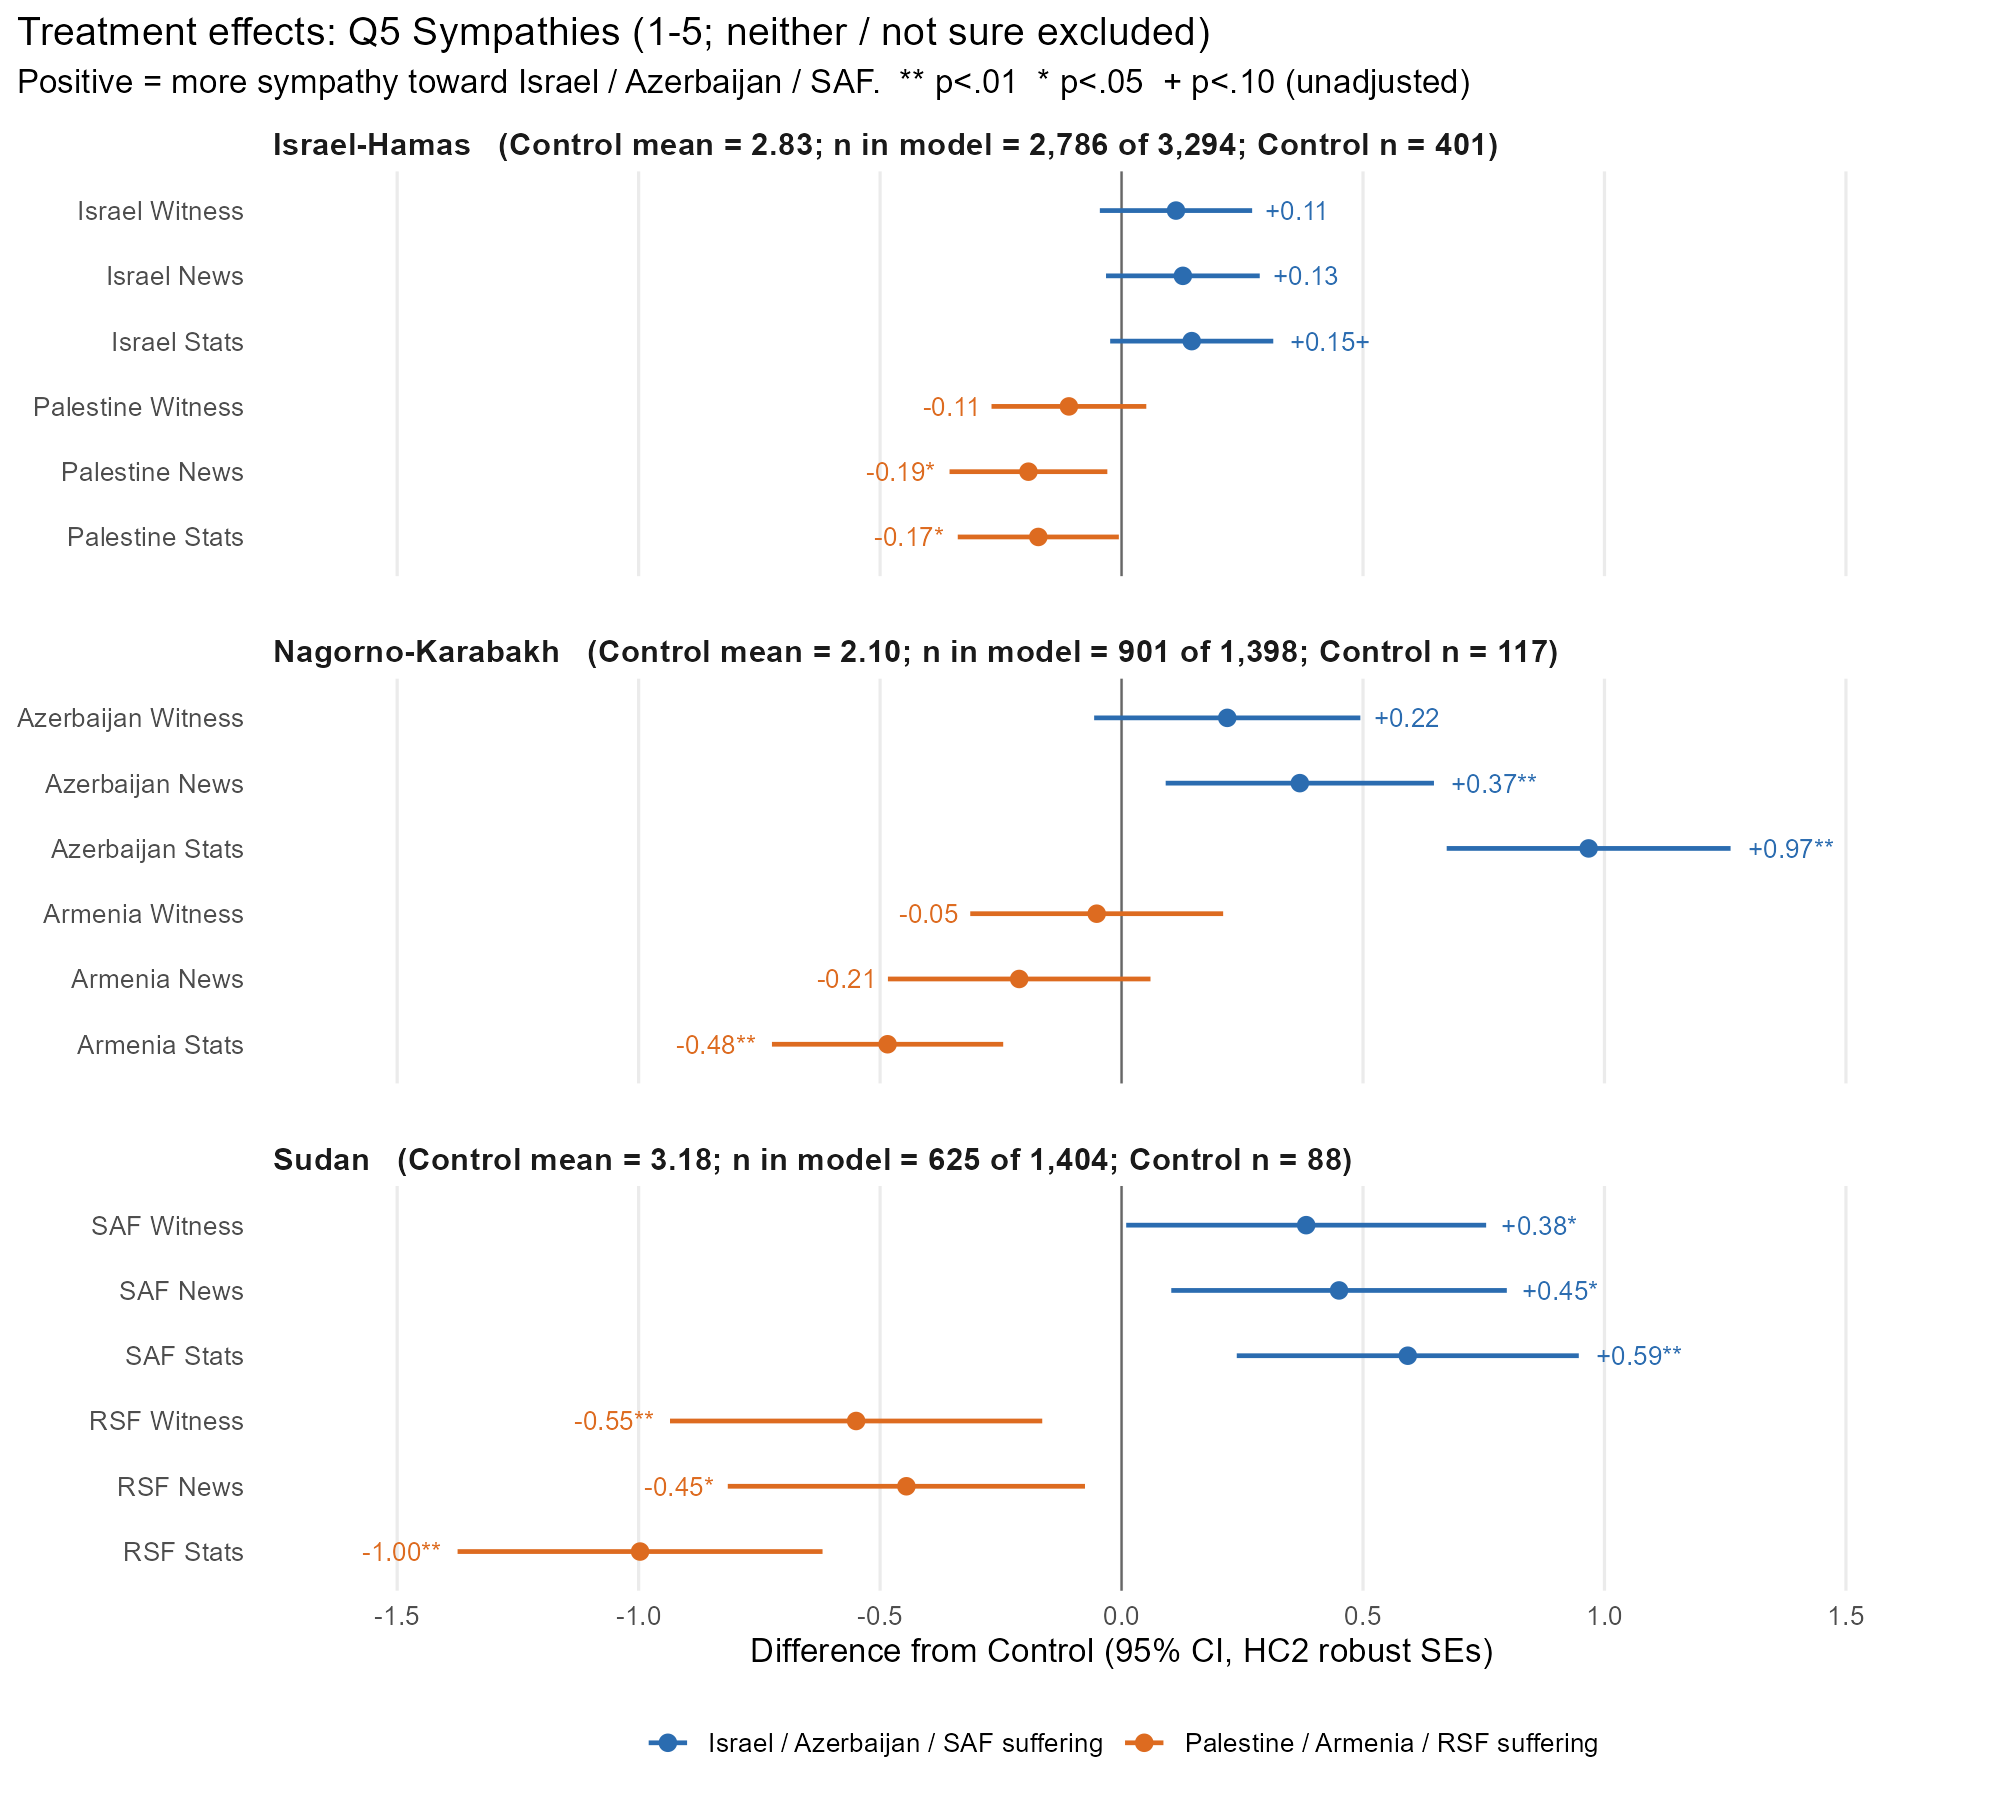 Treatment effects: Q5 Sympathies (1-5; neither / not sure excluded)
Positive = more sympathy toward Israel / Azerbaijan / SAF.  ** p<.01  * p<.05  + p<.10 (unadjusted)
Israel-Hamas   (Control mean = 2.83; n in model = 2,786 of 3,294; Control n = 401)
Israel Witness +0.11
Israel News +0.13
Israel Stats +0.15+
Palestine Witness -0.11
Palestine News -0.19*
Palestine Stats -0.17*
Nagorno-Karabakh   (Control mean = 2.10; n in model = 901 of 1,398; Control n = 117)
Azerbaijan Witness +0.22
Azerbaijan News +0.37**
Azerbaijan Stats +0.97**
Armenia Witness -0.05
Armenia News -0.21
Armenia Stats -0.48**
Sudan   (Control mean = 3.18; n in model = 625 of 1,404; Control n = 88)
SAF Witness +0.38*
SAF News +0.45*
SAF Stats +0.59**
RSF Witness -0.55**
RSF News -0.45*
RSF Stats -1.00**
-1.5 -1.0 -0.5 0.0 0.5 1.0 1.5
Difference from Control (95% CI, HC2 robust SEs)
Israel / Azerbaijan / SAF suffering Palestine / Armenia / RSF suffering